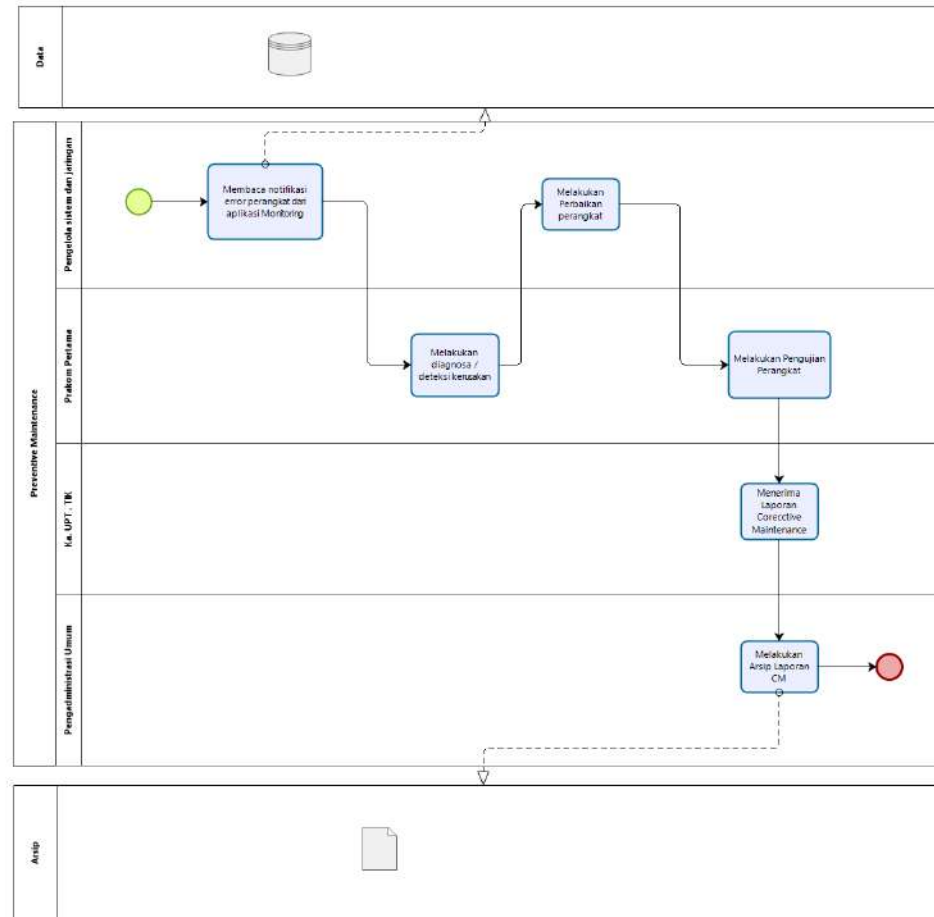 Data
Preventive Maintenance
Pengelola sistem dan jaringan
Membaca notifikasi
error perangkat dari
aplikasi Monitoring
Melakukan
Perbaikan
perangkat
Prakom Pertama
Melakukan
diagnosa /
deteksi kerusakan
Melakukan Pengujian
Perangkat
Ka. UPT. TIK
Menerima
Laporan
Corecctive
Maintenance
Pengadministrasi Umum
Melakukan
Arsip Laporan
CM
Arsip